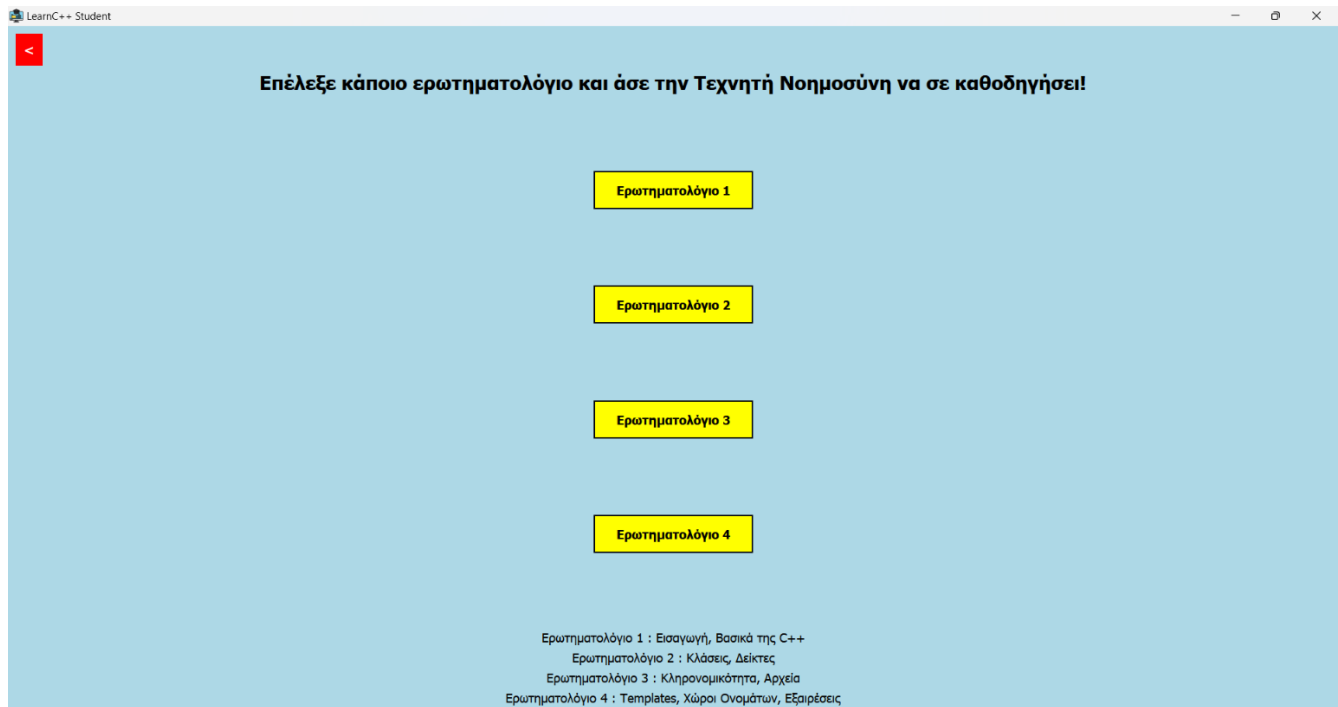 LearnC++ Student
<
Επέλεξε κάποιο ερωτηματολόγιο και άσε την Τεχνητή Νοημοσύνη να σε καθοδηγήσει!
Ερωτηματολόγιο 1
Ερωτηματολόγιο 2
Ερωτηματολόγιο 3
Ερωτηματολόγιο 4
Ερωτηματολόγιο 1 : Εισαγωγή, Βασικά της C++
Ερωτηματολόγιο 2 : Κλάσεις, Δείκτες
Ερωτηματολόγιο 3 : Κληρονομικότητα, Αρχεία
Ερωτηματολόγιο 4 : Templates, Χώροι Ονομάτων, Εξαιρέσεις